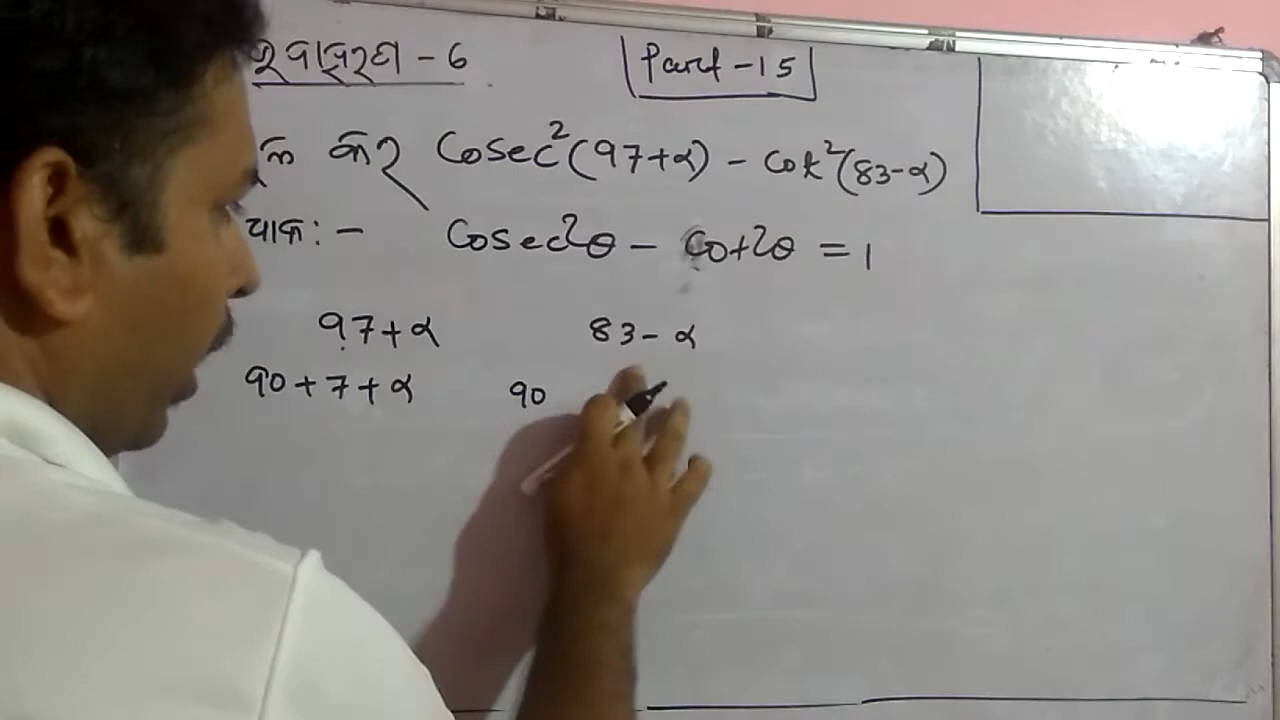 - 6
Part - 15
କର Cosec²(97+α) - Cot²(83-α)
:- Cosec²θ - Cot²θ = 1
97+α 83-α
90+7+α 90